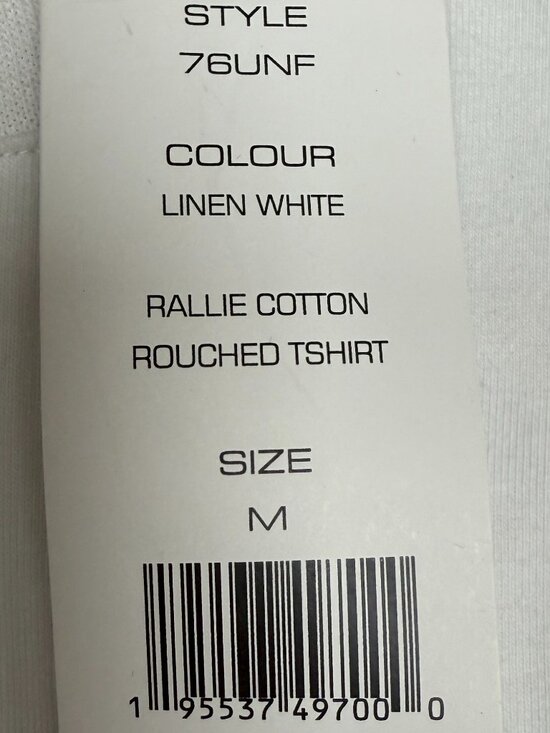 STYLE
76UNF
COLOUR
LINEN WHITE
RALLIE COTTON
ROUCHED TSHIRT
SIZE
M
1 95537 49700 0